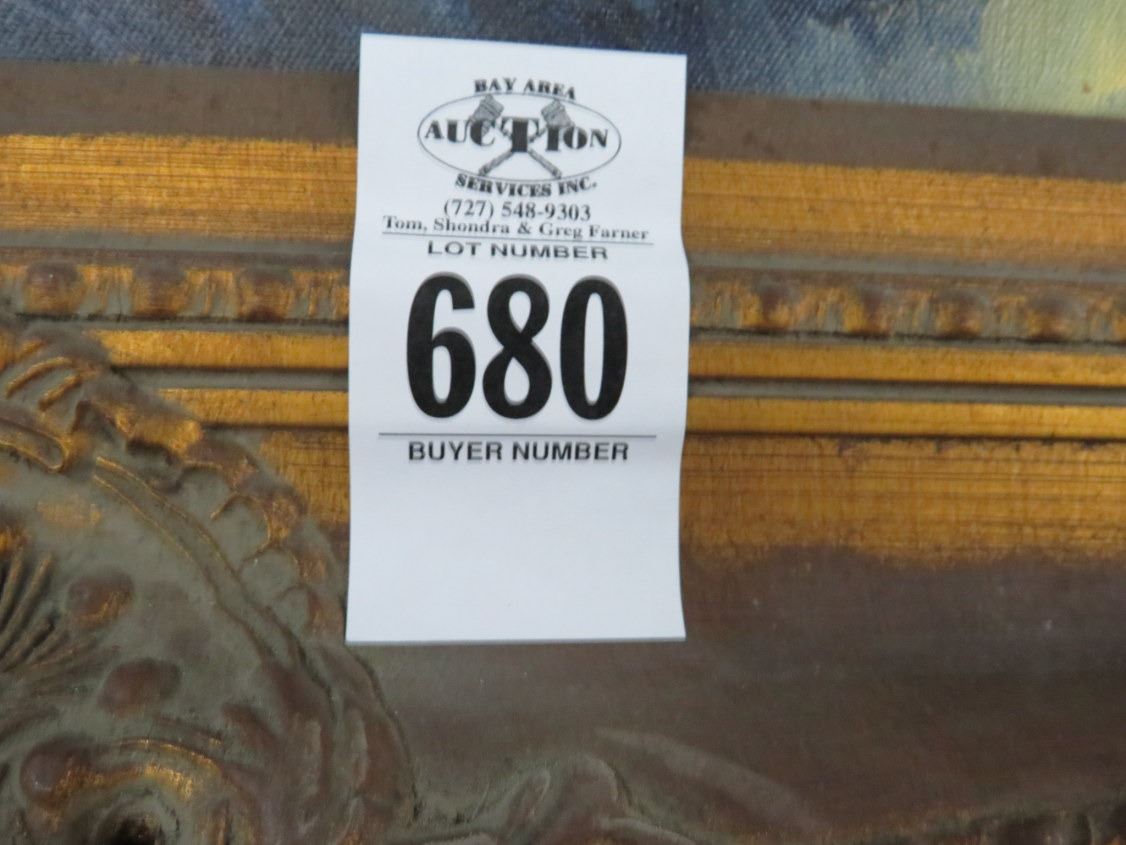 BAY AREA
AUCTION
SERVICES INC.
(727) 548-9303
Tom, Shondra & Greg Farner
LOT NUMBER
680
BUYER NUMBER